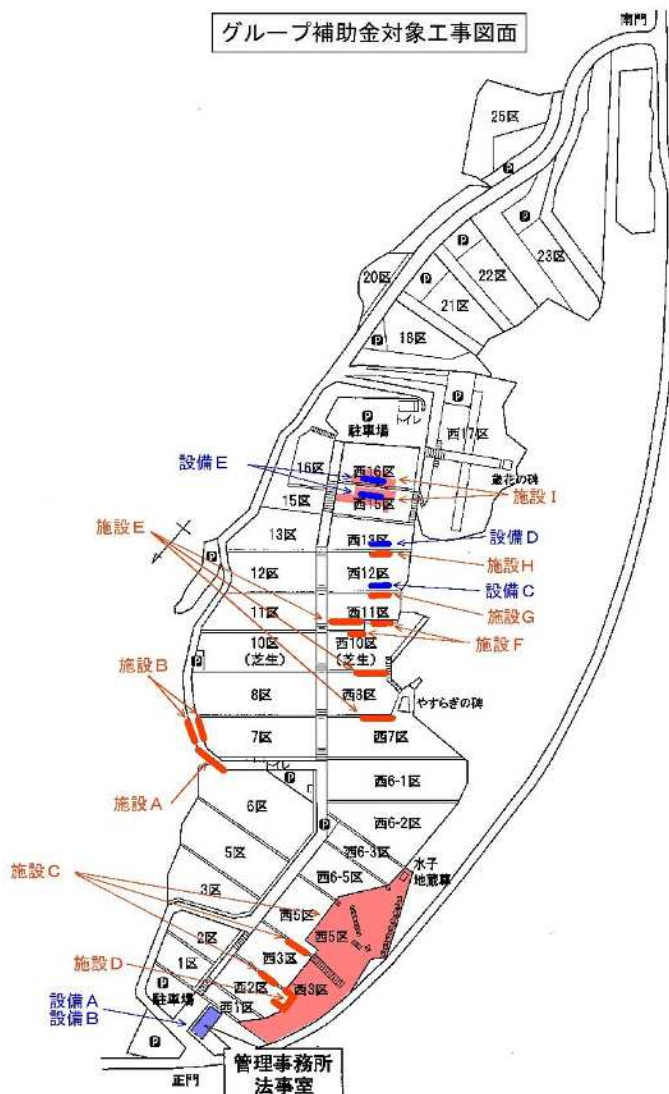 グループ補助金対象工事図面
南門
25区
P
P
23区
P
22区
20区
P
21区
18区
P
P
P
駐車場
トイレ
P
西17区
設備E
16区
西16区
施設I
15区
西15区
施設E
13区
西13区
設備D
施設H
12区
西12区
P
設備C
11区
西11区
施設G
10区
(芝生)
西10区
(芝生)
施設F
施設B
P
8区
西8区
やすらぎの碑
7区
西7区
施設A
トイレ
P
西6-1区
6区
西6-2区
P
5区
西6-3区
水子
地蔵尊
施設C
西6-5区
3区
西5区
西5区
2区
西3区
施設D
1区
西2区
西3区
P
駐車場
西1区
設備A
設備B
P
管理事務所
法事室
正門